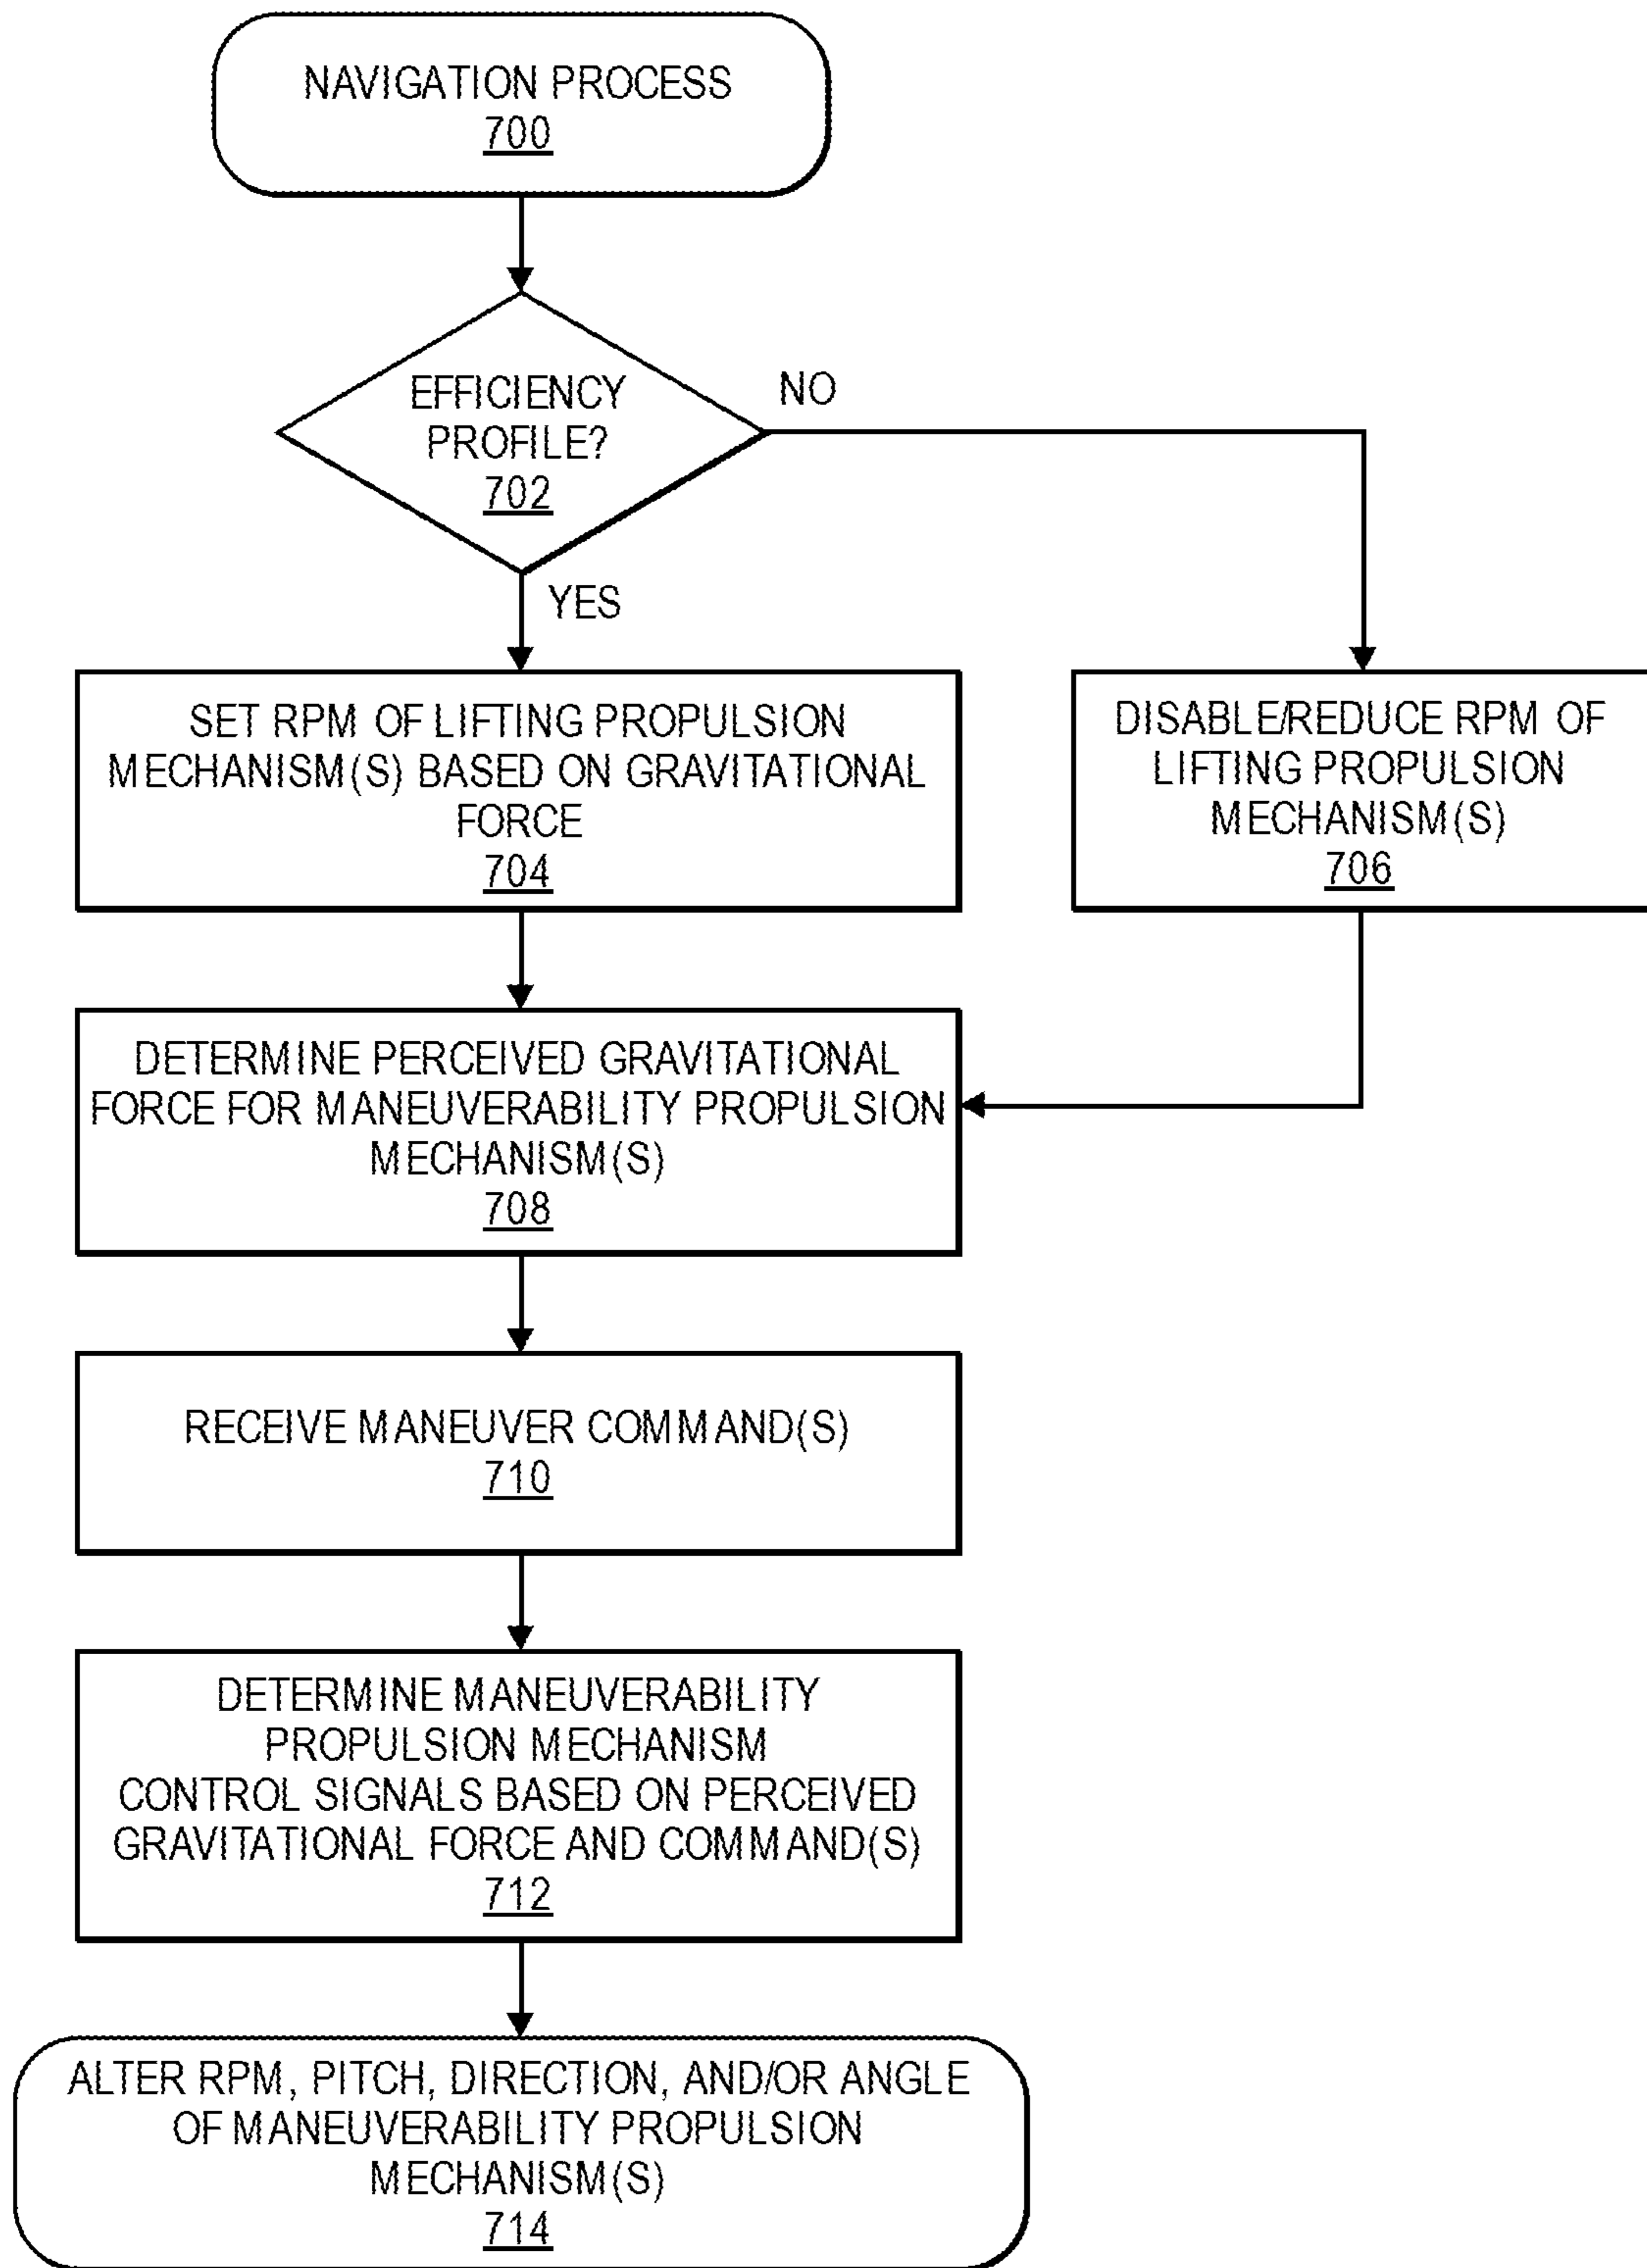 NAVIGATION PROCESS
700
EFFICIENCY
PROFILE?
702
NO
YES
SET RPM OF LIFTING PROPULSION
MECHANISM(S) BASED ON GRAVITATIONAL
FORCE
704
DISABLE/REDUCE RPM OF
LIFTING PROPULSION
MECHANISM(S)
706
DETERMINE PERCEIVED GRAVITATIONAL
FORCE FOR MANEUVERABILITY PROPULSION
MECHANISM(S)
708
RECEIVE MANEUVER COMMAND(S)
710
DETERMINE MANEUVERABILITY
PROPULSION MECHANISM
CONTROL SIGNALS BASED ON PERCEIVED
GRAVITATIONAL FORCE AND COMMAND(S)
712
ALTER RPM, PITCH, DIRECTION, AND/OR ANGLE
OF MANEUVERABILITY PROPULSION
MECHANISM(S)
714